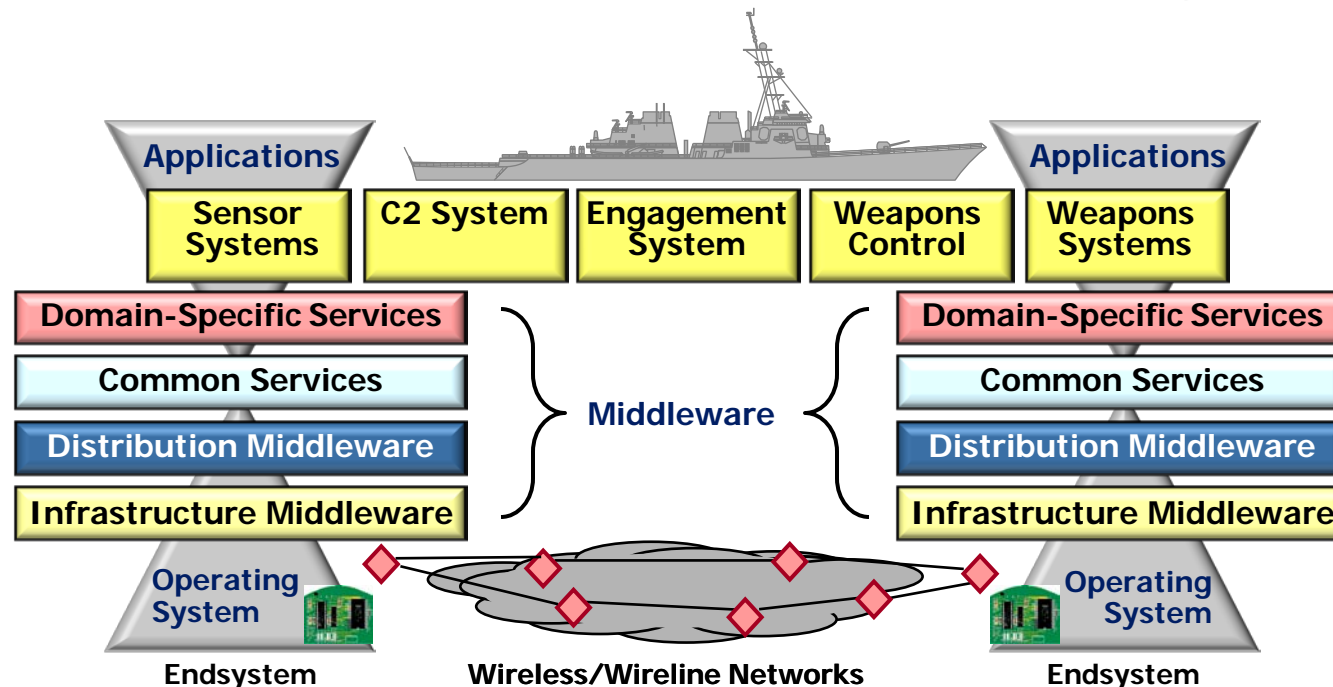 Applications
Applications
Sensor
Systems
C2 System
Engagement
System
Weapons
Control
Weapons
Systems
Domain-Specific Services
Domain-Specific Services
Common Services
Common Services
Middleware
Distribution Middleware
Distribution Middleware
Infrastructure Middleware
Infrastructure Middleware
Operating
System
Operating
System
Endsystem
Wireless/Wireline Networks
Endsystem